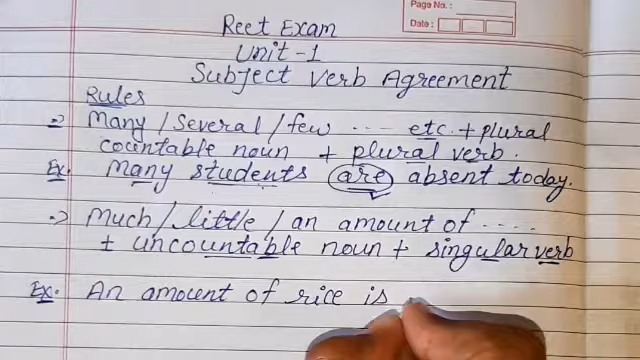 Page No.:
Date:
Reet Exam
Unit-1
Subject Verb Agreement
Rules
=> Many / Several / few ... etc. + plural
countable noun + plural verb.
Ex. Many students are absent today.
=> Much / little / an amount of .....
+ uncountable noun + singular verb
Ex. An amount of rice is